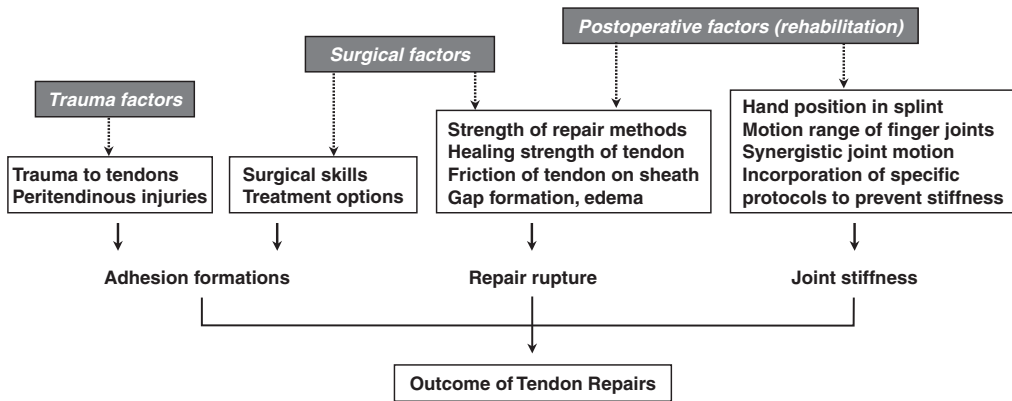 Postoperative factors (rehabilitation)
Surgical factors
Trauma factors
Trauma to tendons
Peritendinous injuries
Surgical skills
Treatment options
Strength of repair methods
Healing strength of tendon
Friction of tendon on sheath
Gap formation, edema
Hand position in splint
Motion range of finger joints
Synergistic joint motion
Incorporation of specific
protocols to prevent stiffness
Adhesion formations
Repair rupture
Joint stiffness
Outcome of Tendon Repairs